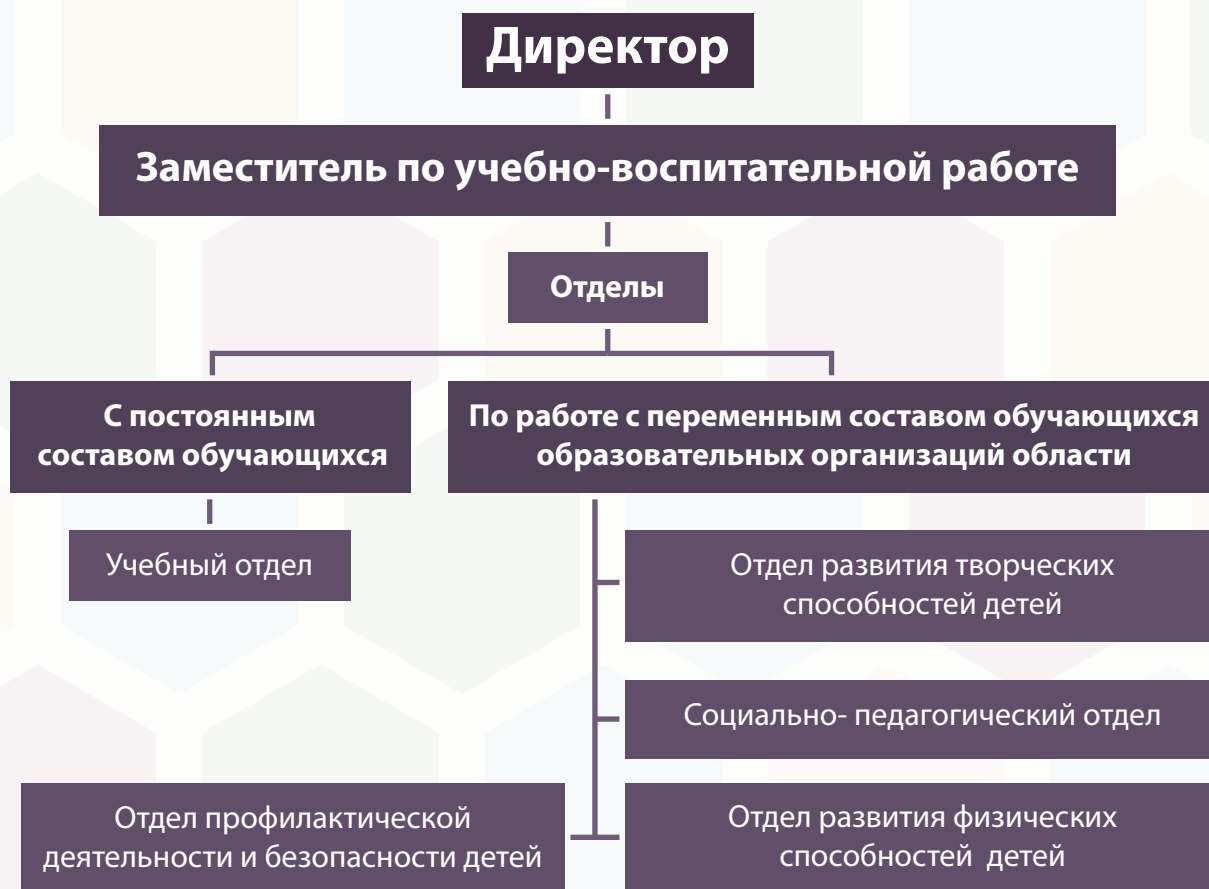 Директор
Заместитель по учебно-воспитательной работе
Отделы
С постоянным
составом обучающихся
По работе с переменным составом обучающихся
образовательных организаций области
Учебный отдел
Отдел развития творческих
способностей детей
Социально- педагогический отдел
Отдел профилактической
деятельности и безопасности детей
Отдел развития физических
способностей детей